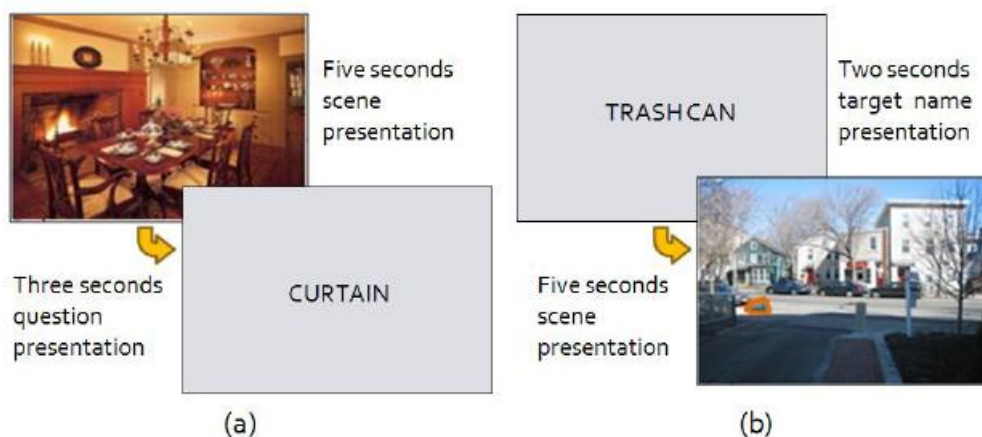 Five seconds
scene
presentation
TRASH CAN
Two seconds
target name
presentation
Three seconds
question
presentation
CURTAIN
Five seconds
scene
presentation
(a)
(b)